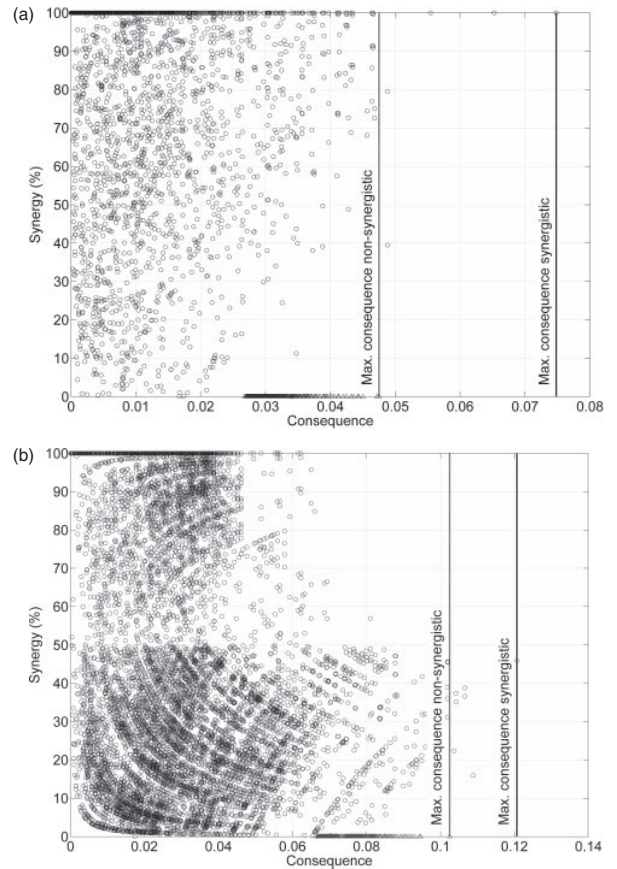 (a)
100
90
80
70
60
50
40
30
20
10
0
Synergy (%)
Max. consequence non-synergistic
Max. consequence synergistic
0 0.01 0.02 0.03 0.04 0.05 0.06 0.07 0.08
Consequence
(b)
100
90
80
70
60
50
40
30
20
10
0
Synergy (%)
Max. consequence non-synergistic
Max. consequence synergistic
0.02 0.04 0.06 0.08 0.1 0.12 0.14
Consequence